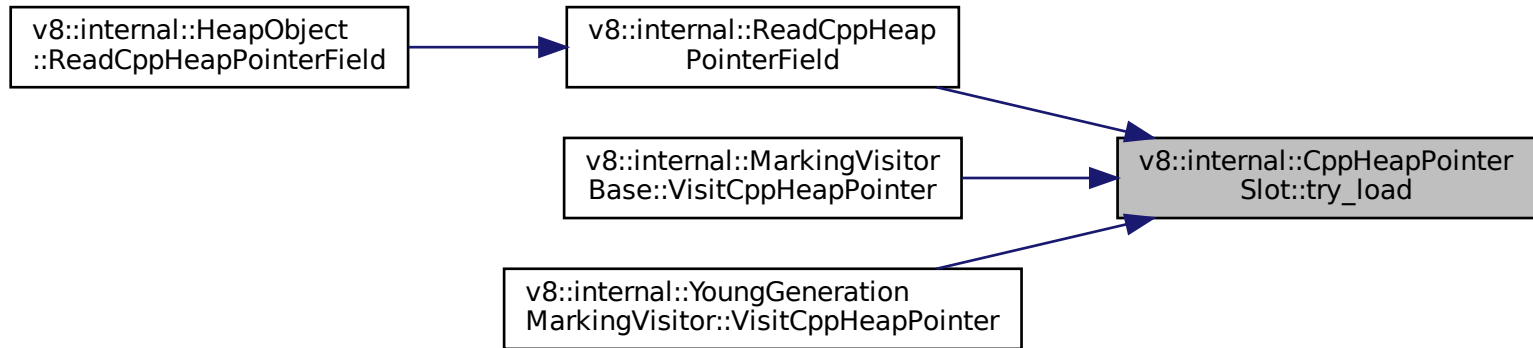 v8::internal::HeapObject
::ReadCppHeapPointerField
v8::internal::ReadCppHeap
PointerField
v8::internal::MarkingVisitor
Base::VisitCppHeapPointer
v8::internal::CppHeapPointer
Slot::try_load
v8::internal::YoungGeneration
MarkingVisitor::VisitCppHeapPointer